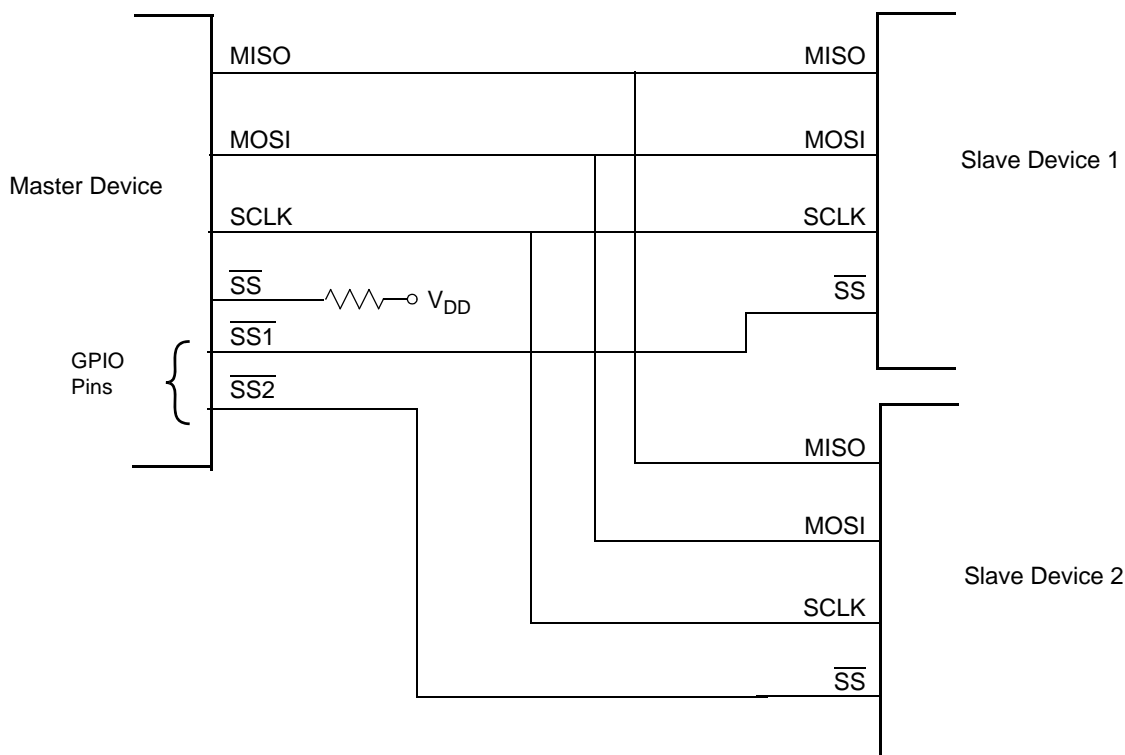 MISO
MISO
MOSI
MOSI
Slave Device 1
Master Device
SCLK
SCLK
SS
VDD
SS
SS1
GPIO
Pins
SS2
MISO
MOSI
Slave Device 2
SCLK
SS